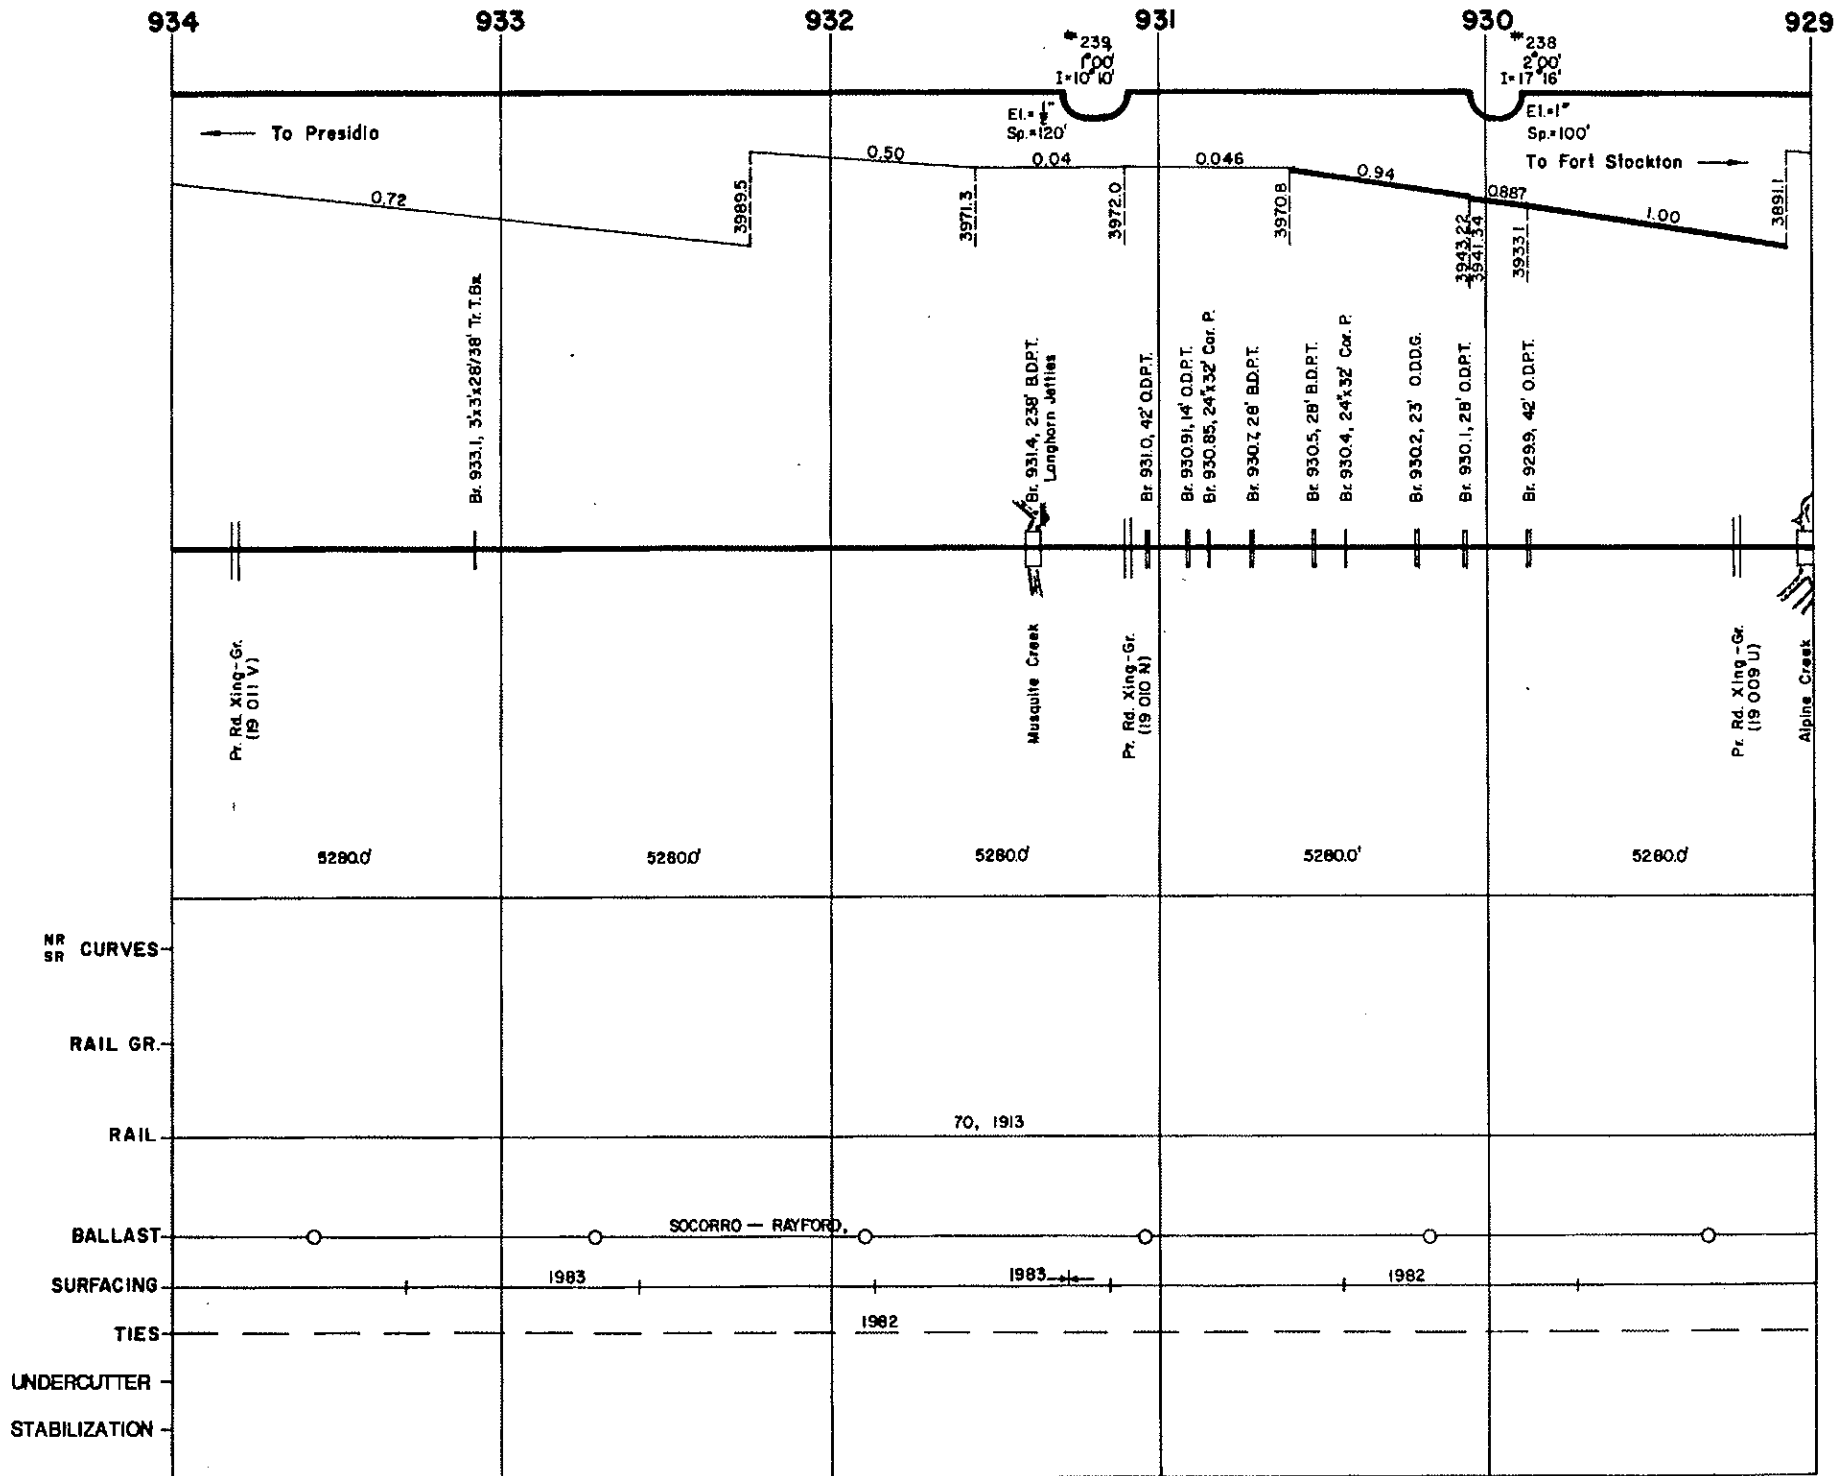 934 933 932 931 930 929
#239
1°00'
I=10°10'
#238
2°00'
I=17°16'
El.=½"
Sp.=120'
El.=1"
Sp.=100'
To Presidio
To Fort Stockton
0.72
3989.5
0.50
3971.3
0.04
3972.0
0.046
3970.8
0.94
3943.22
3941.34
0.887
3933.1
1.00
3891.1
Br. 933.1, 3'x3'x28'/38' Tr. T. Bx.
Br. 931.4, 238' B.D.P.T.
Longhorn Jetties
Br. 931.0, 42' O.D.P.T.
Br. 930.91, 14' O.D.P.T.
Br. 930.85, 24"x32' Cor. P.
Br. 930.7, 28' B.D.P.T.
Br. 930.5, 28' B.D.P.T.
Br. 930.4, 24"x32' Cor. P.
Br. 930.2, 23' O.D.D.G.
Br. 930.1, 28' O.D.P.T.
Br. 929.9, 42' O.D.P.T.
Pr. Rd. Xing-Gr.
(19 011 V)
Musquite Creek
Pr. Rd. Xing-Gr.
(19 010 N)
Pr. Rd. Xing-Gr.
(19 009 U)
Alpine Creek
5280.0' 5280.0' 5280.0' 5280.0' 5280.0'
NR
SR
CURVES
RAIL GR.
RAIL
70, 1913
BALLAST
SOCORRO — RAYFORD,
SURFACING
1983 1983 1982
TIES
1982
UNDERCUTTER
STABILIZATION